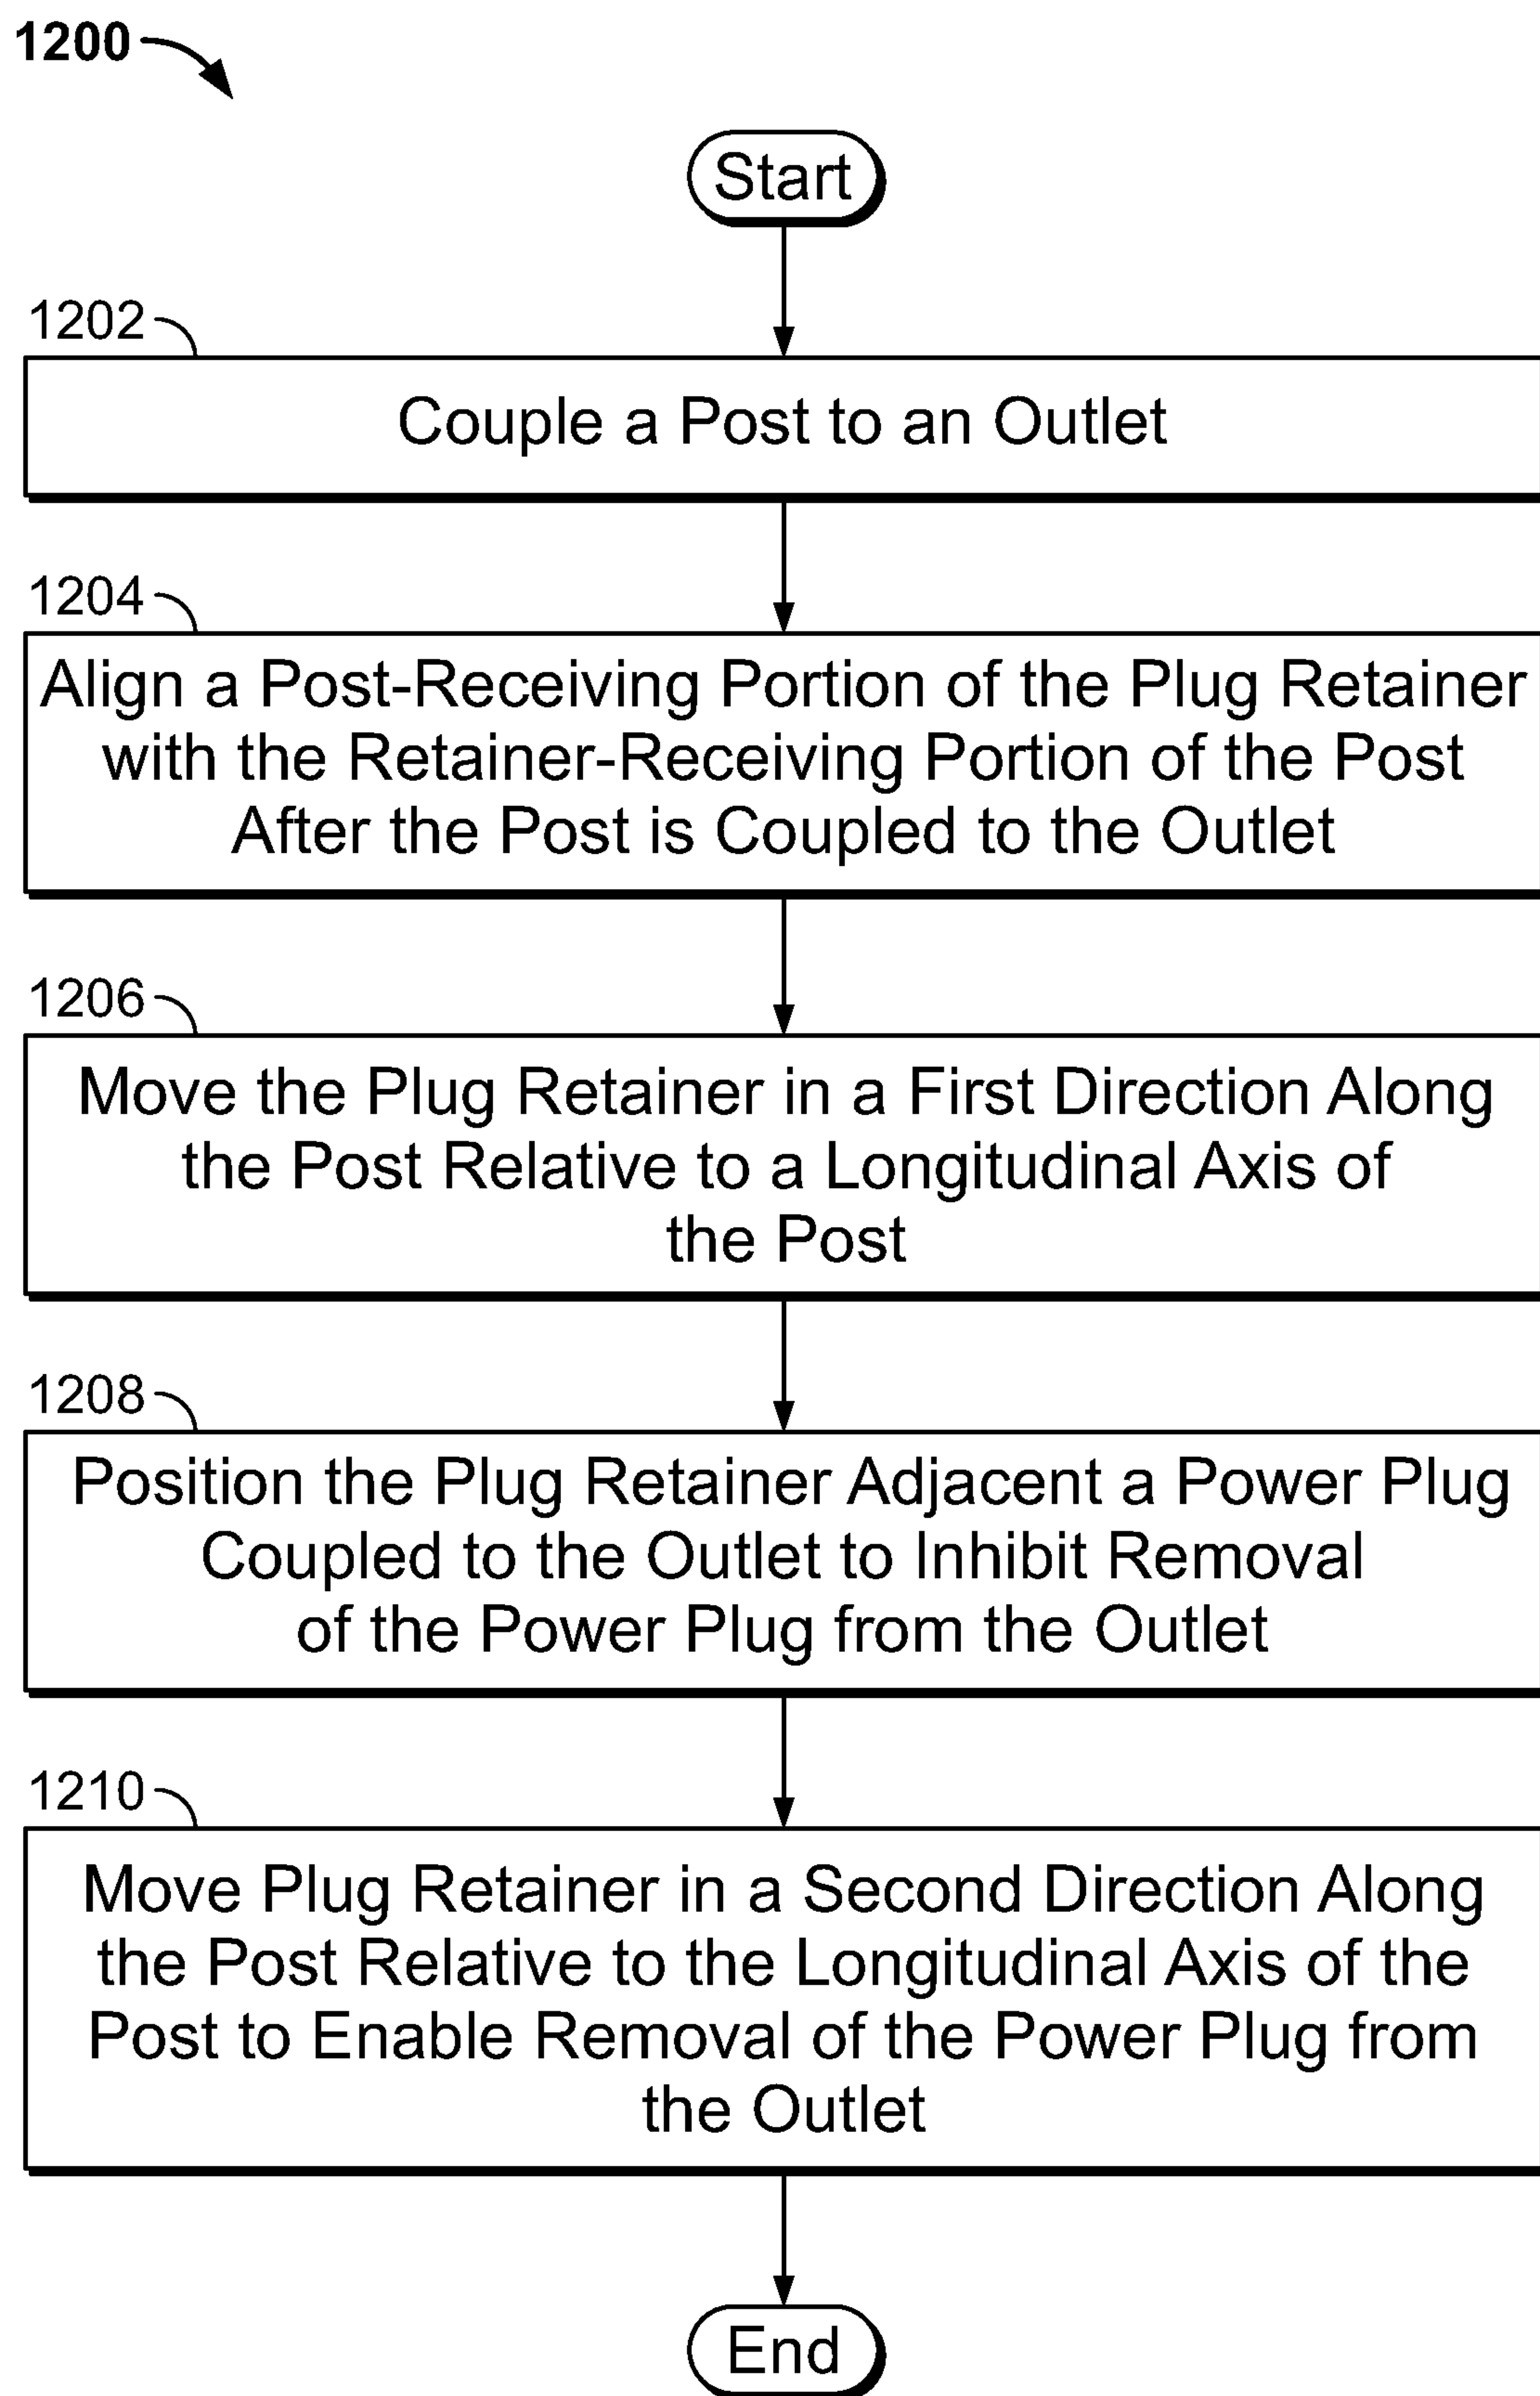 1200
Start
1202
Couple a Post to an Outlet
1204
Align a Post-Receiving Portion of the Plug Retainer
with the Retainer-Receiving Portion of the Post
After the Post is Coupled to the Outlet
1206
Move the Plug Retainer in a First Direction Along
the Post Relative to a Longitudinal Axis of
the Post
1208
Position the Plug Retainer Adjacent a Power Plug
Coupled to the Outlet to Inhibit Removal
of the Power Plug from the Outlet
1210
Move Plug Retainer in a Second Direction Along
the Post Relative to the Longitudinal Axis of the
Post to Enable Removal of the Power Plug from
the Outlet
End